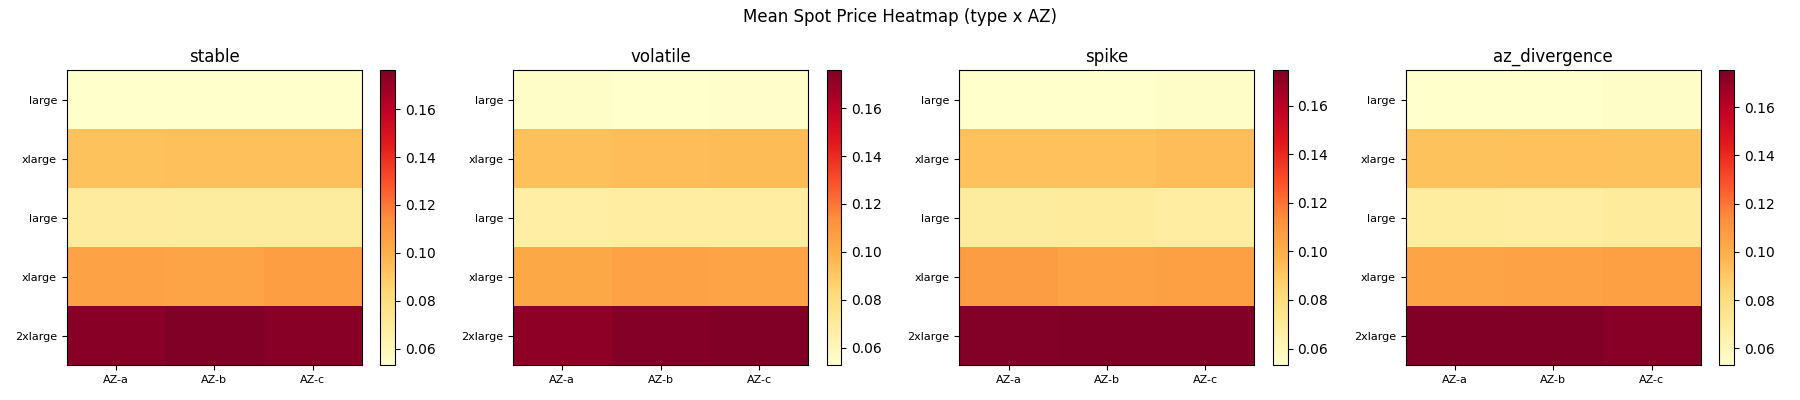 Mean Spot Price Heatmap (type x AZ)
stable
large
xlarge
large
xlarge
2xlarge
AZ-a AZ-b AZ-c
0.16
0.14
0.12
0.10
0.08
0.06
volatile
large
xlarge
large
xlarge
2xlarge
AZ-a AZ-b AZ-c
0.16
0.14
0.12
0.10
0.08
0.06
spike
large
xlarge
large
xlarge
2xlarge
AZ-a AZ-b AZ-c
0.16
0.14
0.12
0.10
0.08
0.06
az_divergence
large
xlarge
large
xlarge
2xlarge
AZ-a AZ-b AZ-c
0.16
0.14
0.12
0.10
0.08
0.06